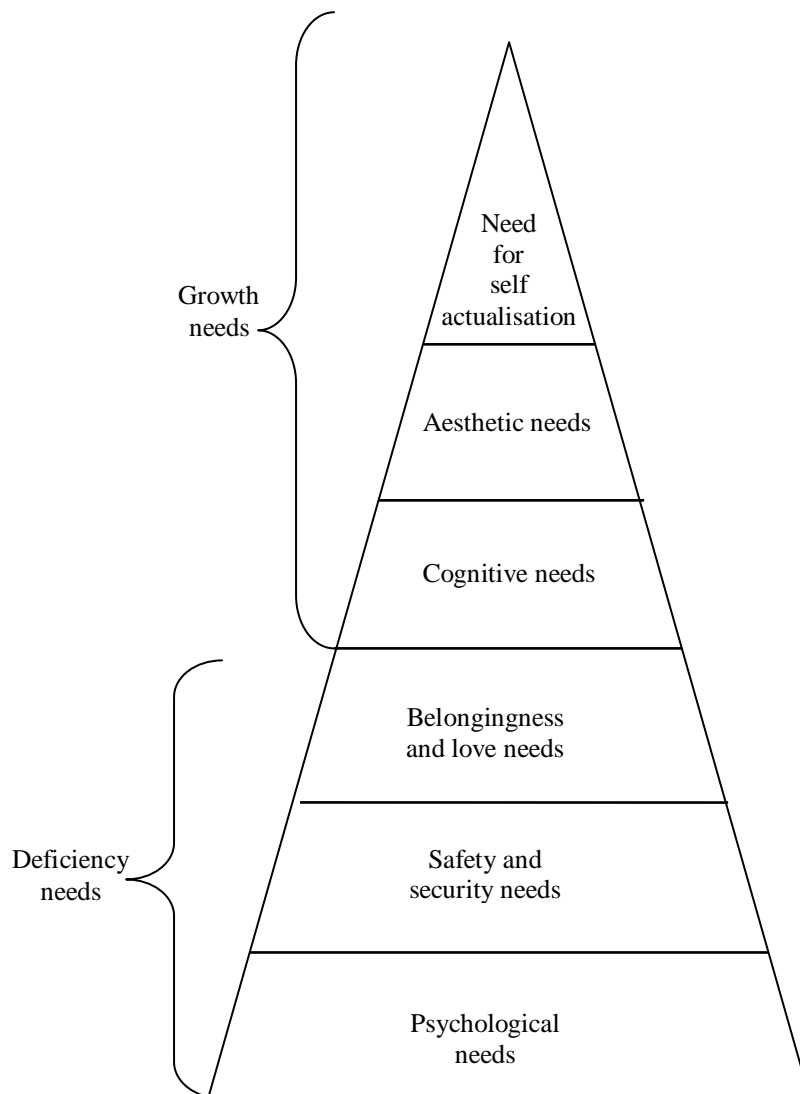 Need
for
self
actualisation
Growth
needs
Aesthetic needs
Cognitive needs
Belongingness
and love needs
Deficiency
needs
Safety and
security needs
Psychological
needs